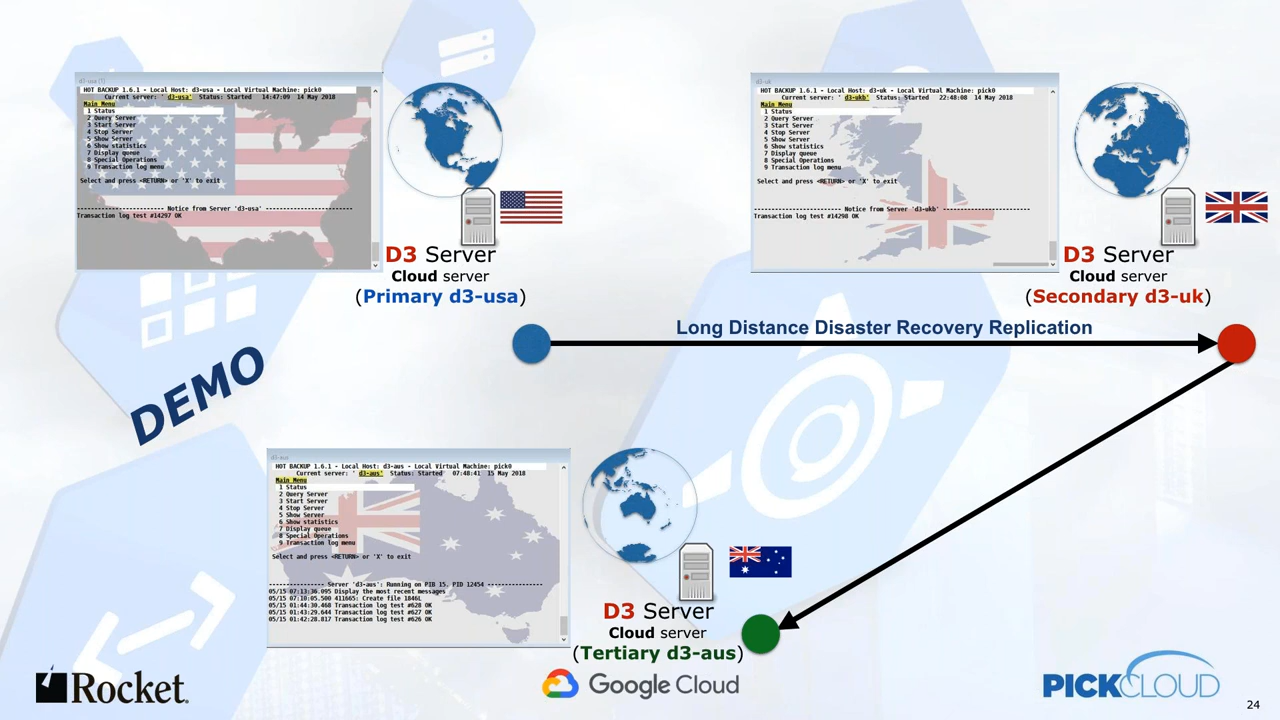 d3-usa (1)
HOT BACKUP 1.6.1 - Local Host: d3-usa - Local Virtual Machine: pick0
Current server: ' d3-usa' Status: Started 14:47:09 14 May 2018
Main Menu
1 Status
2 Query Server
3 Start Server
4 Stop Server
5 Show Server
6 Show statistics
7 Display queue
8 Special Operations
9 Transaction log menu
Select and press <RETURN> or 'X' to exit
-------------------- Notice from Server 'd3-usa' --------------------
Transaction log test #14297 OK
D3 Server
Cloud server
(Primary d3-usa)
d3-uk
HOT BACKUP 1.6.1 - Local Host: d3-uk - Local Virtual Machine: pick0
Current server: ' d3-ukb' Status: Started 22:48:08 14 May 2018
Main Menu
1 Status
2 Query Server
3 Start Server
4 Stop Server
5 Show Server
6 Show statistics
7 Display queue
8 Special Operations
9 Transaction log menu
Select and press <RETURN> or 'X' to exit
-------------------- Notice from Server 'd3-ukb' --------------------
Transaction log test #14298 OK
D3 Server
Cloud server
(Secondary d3-uk)
Long Distance Disaster Recovery Replication
DEMO
d3-aus
HOT BACKUP 1.6.1 - Local Host: d3-aus - Local Virtual Machine: pick0
Current server: ' d3-aus' Status: Started 07:48:41 15 May 2018
Main Menu
1 Status
2 Query Server
3 Start Server
4 Stop Server
5 Show Server
6 Show statistics
7 Display queue
8 Special Operations
9 Transaction log menu
Select and press <RETURN> or 'X' to exit
-------------- Server 'd3-aus': Running on PIB 15, PID 12454 --------------
05/15 07:13:36.095 Display the most recent messages
05/15 07:10:05.500 411665: Create file 1846L
05/15 01:44:30.468 Transaction log test #628 OK
05/15 01:43:29.644 Transaction log test #627 OK
05/15 01:42:28.817 Transaction log test #626 OK
D3 Server
Cloud server
(Tertiary d3-aus)
Rocket.
Google Cloud
PICKCLOUD
24